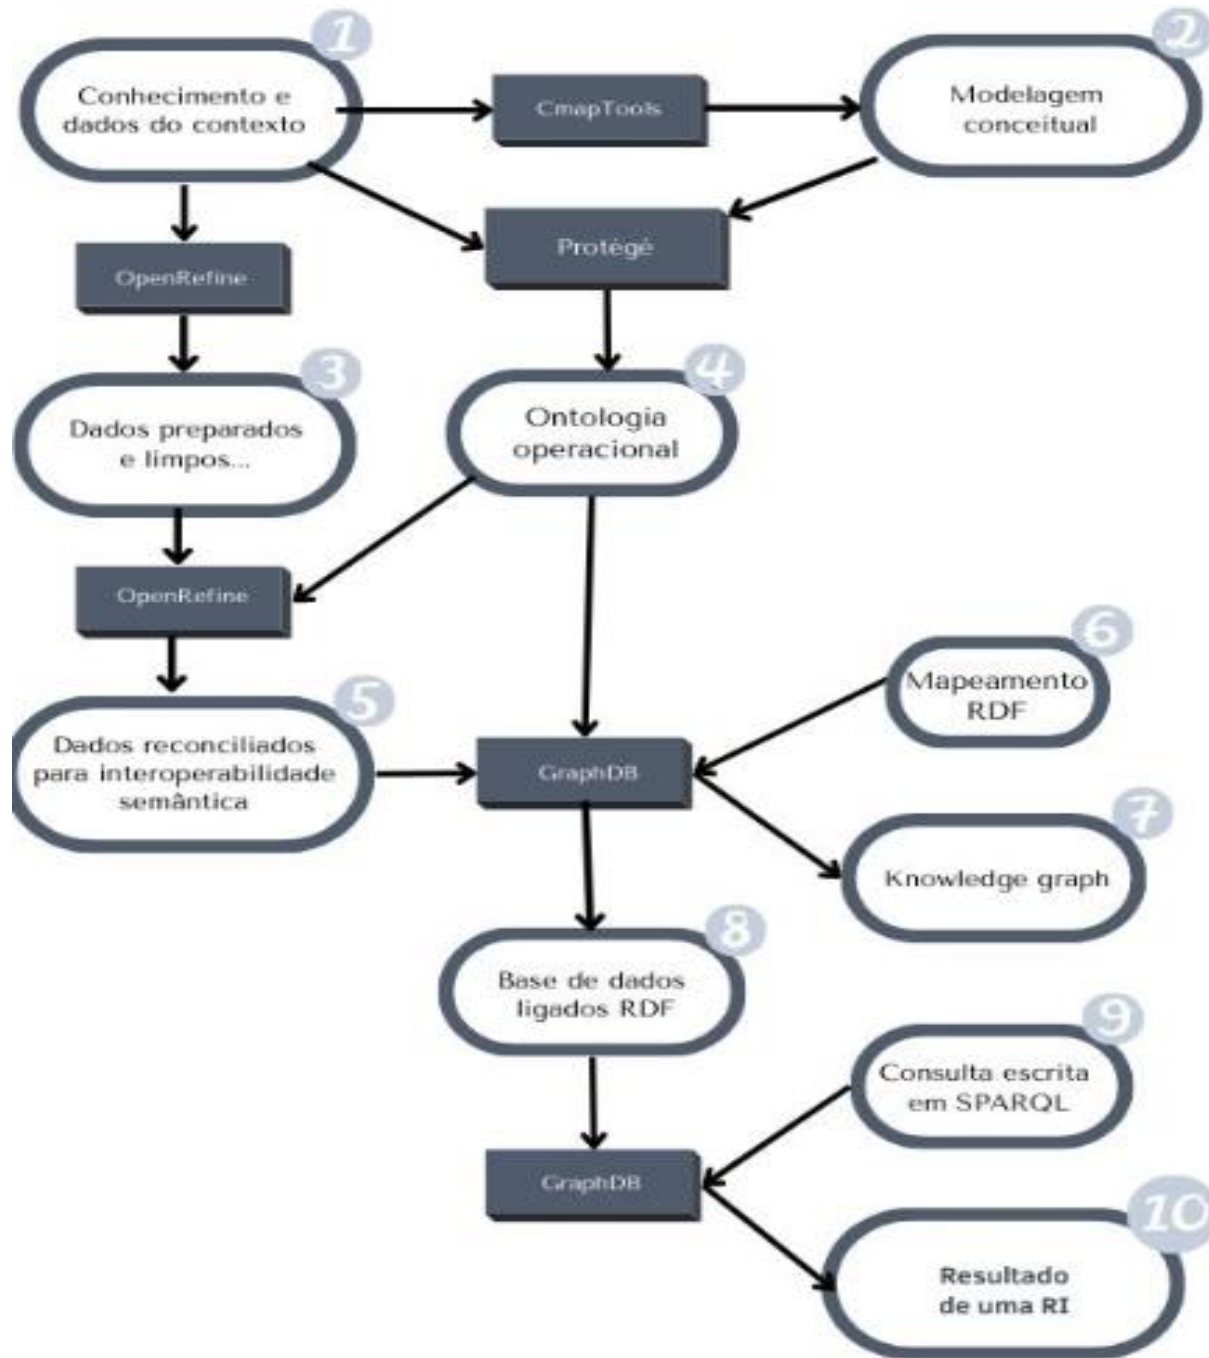 1
Conhecimento e
dados do contexto
CmapTools
2
Modelagem
conceitual
OpenRefine
Protégé
3
Dados preparados
e limpos...
4
Ontologia
operacional
OpenRefine
5
Dados reconciliados
para interoperabilidade
semântica
GraphDB
6
Mapeamento
RDF
7
Knowledge graph
8
Base de dados
ligados RDF
9
Consulta escrita
em SPARQL
GraphDB
10
Resultado
de uma RI